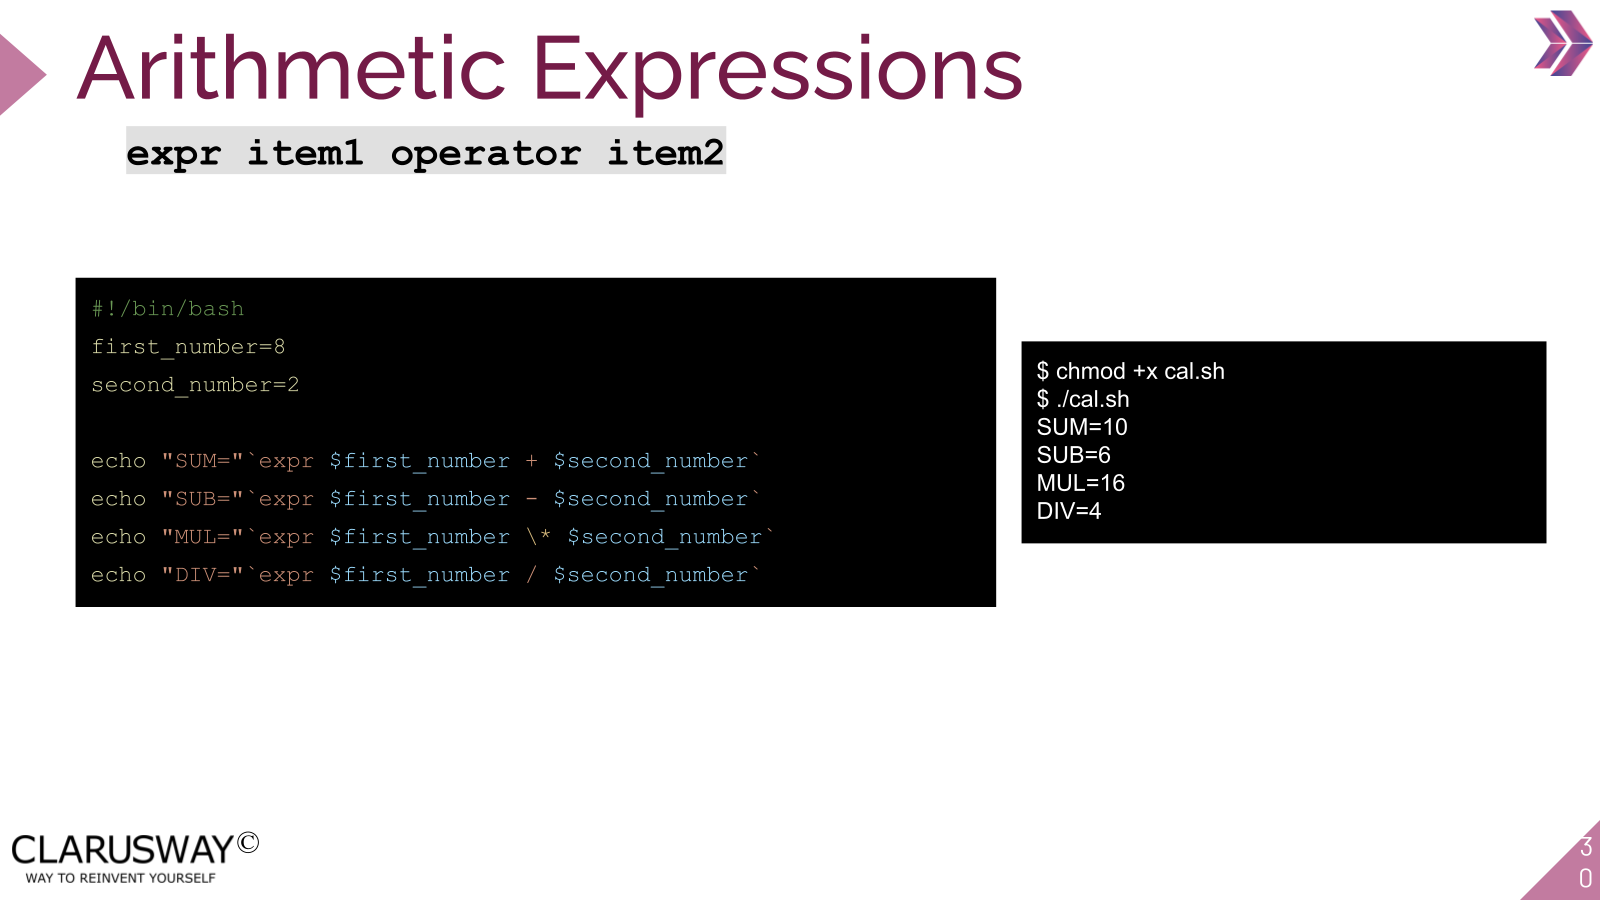 Arithmetic Expressions
expr item1 operator item2
#!/bin/bash
first_number=8
second_number=2
echo "SUM="`expr $first_number + $second_number`
echo "SUB="`expr $first_number - $second_number`
echo "MUL="`expr $first_number \* $second_number`
echo "DIV="`expr $first_number / $second_number`
$ chmod +x cal.sh
$ ./cal.sh
SUM=10
SUB=6
MUL=16
DIV=4
CLARUSWAY©
WAY TO REINVENT YOURSELF
3
0